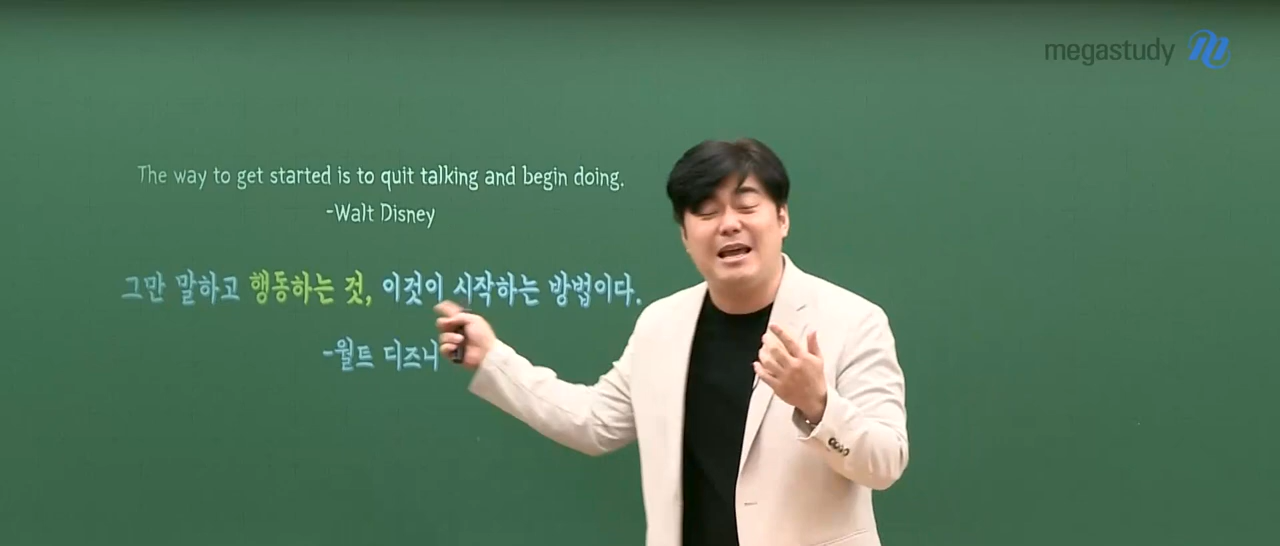 megastudy
The way to get started is to quit talking and begin doing.
-Walt Disney
그만 말하고 행동하는 것, 이것이 시작하는 방법이다.
-월트 디즈니